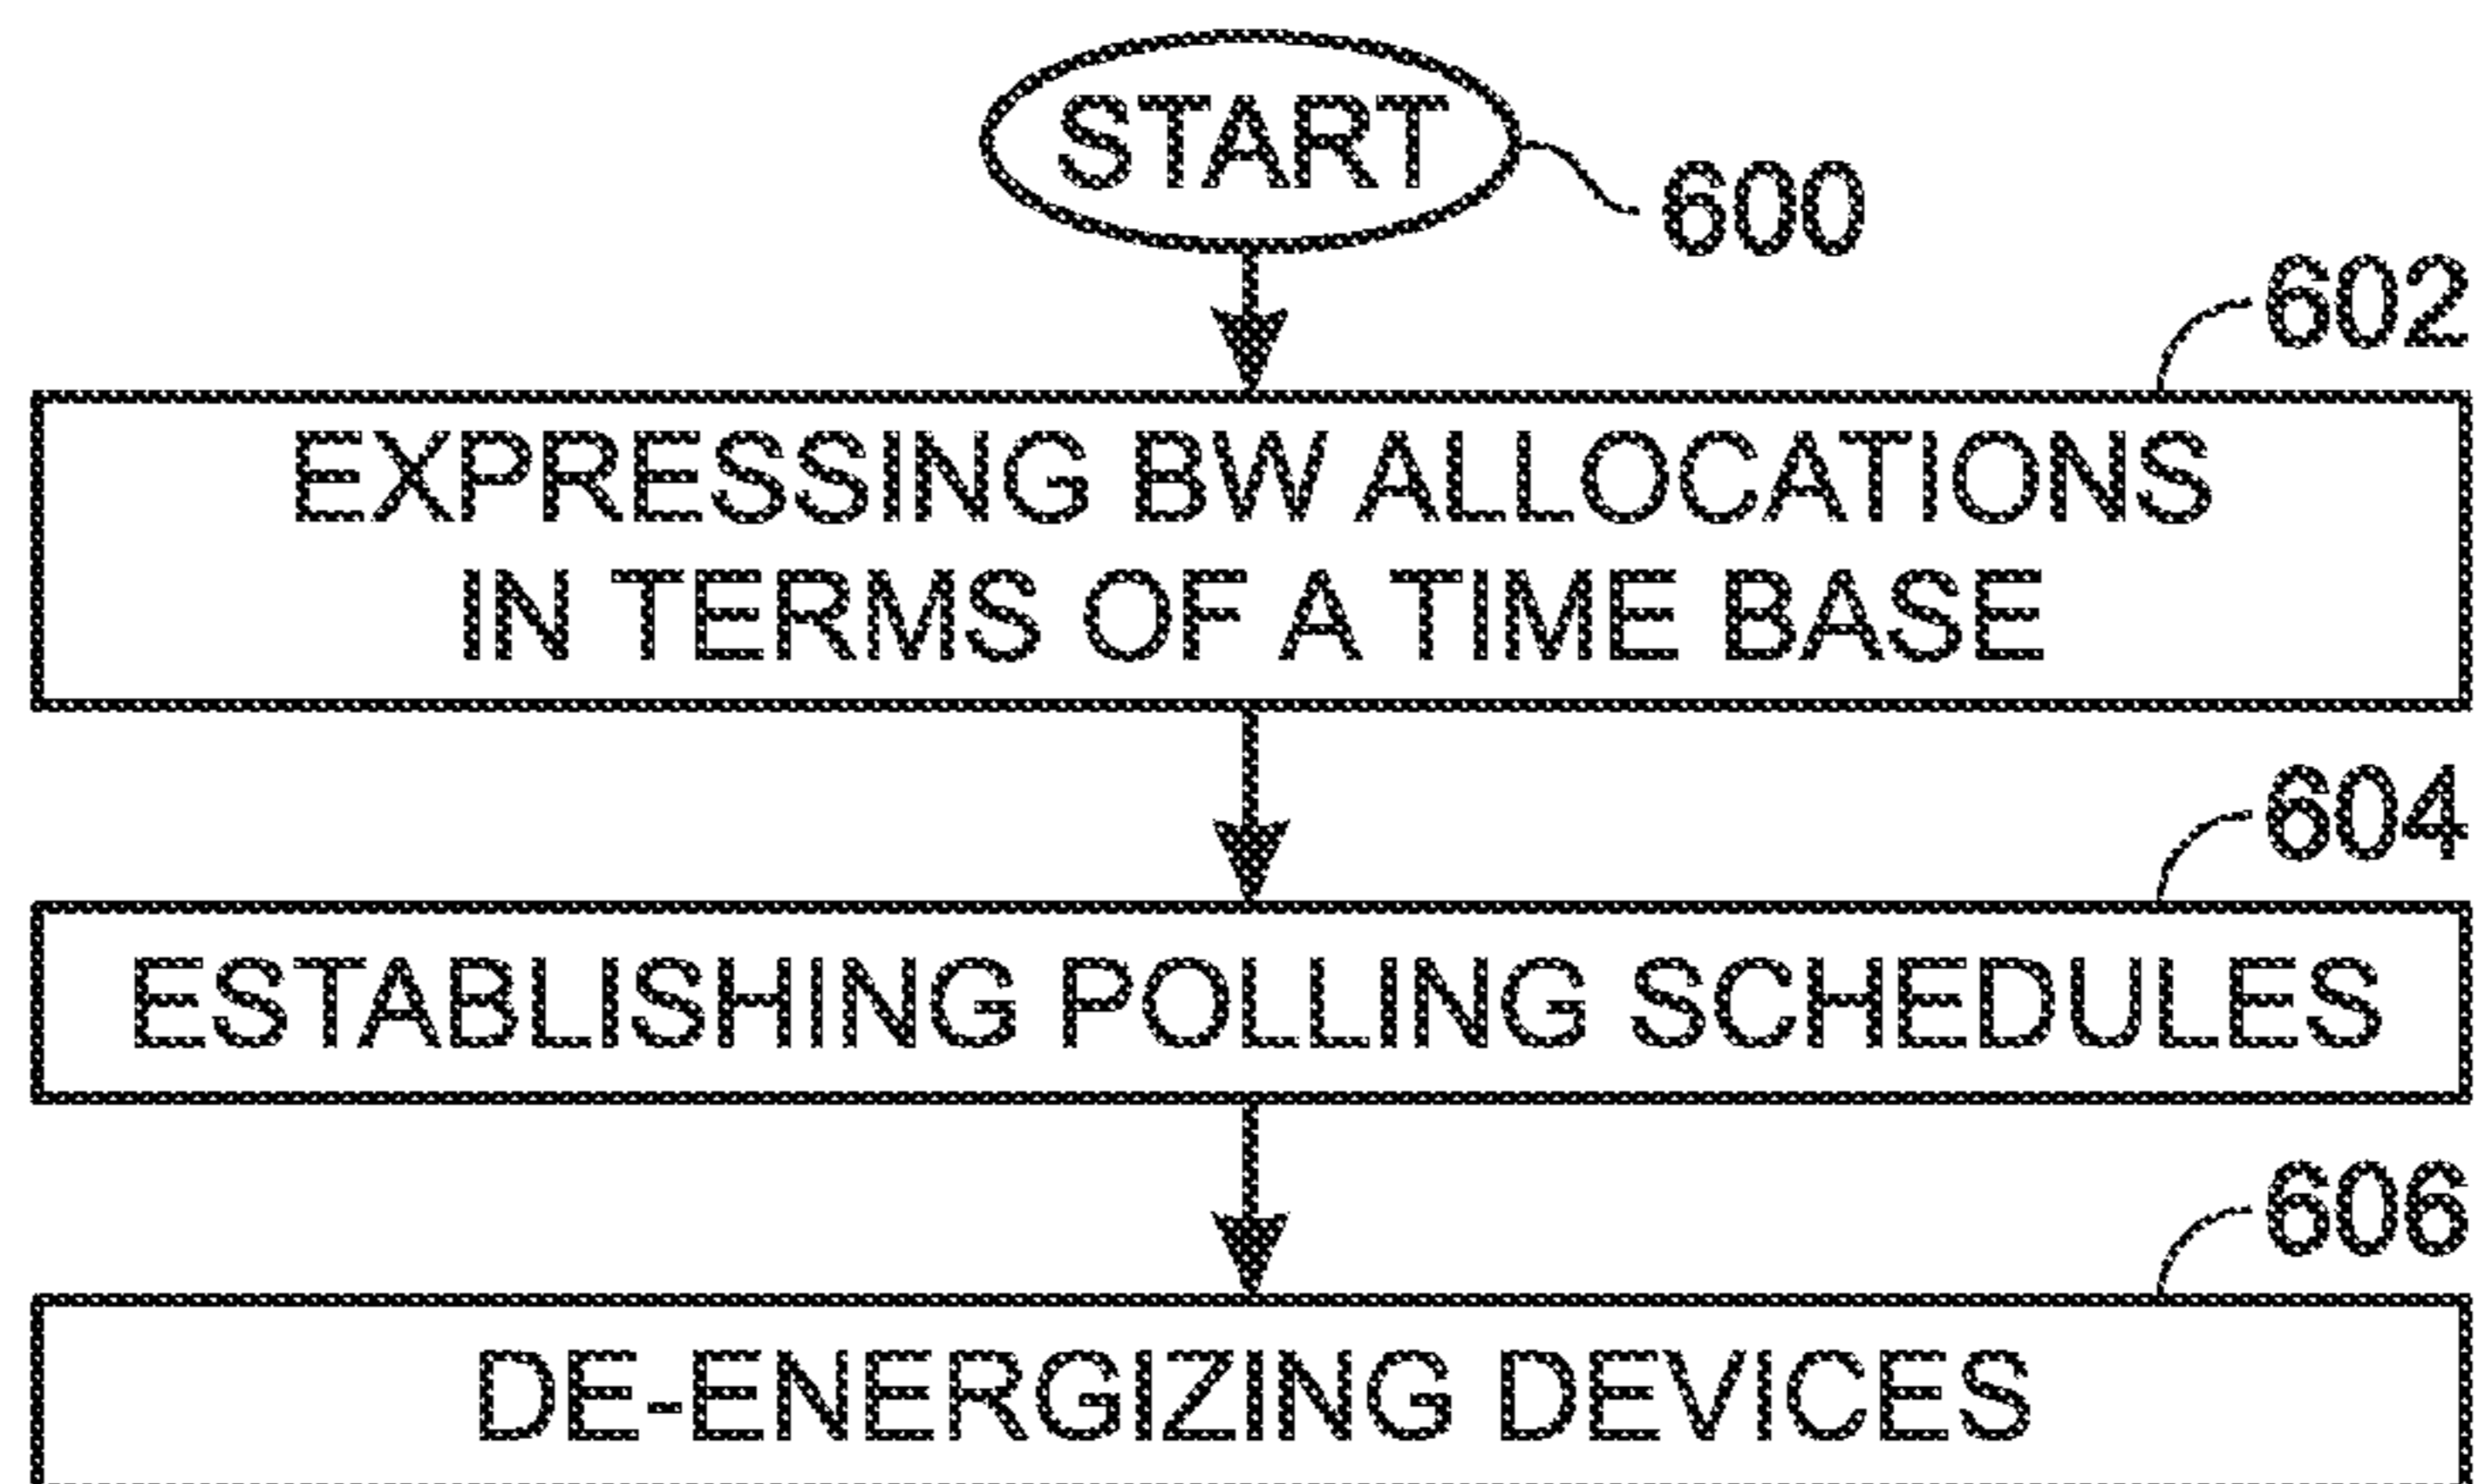 START
600
602
EXPRESSING BW ALLOCATIONS
IN TERMS OF A TIME BASE
604
ESTABLISHING POLLING SCHEDULES
606
DE-ENERGIZING DEVICES